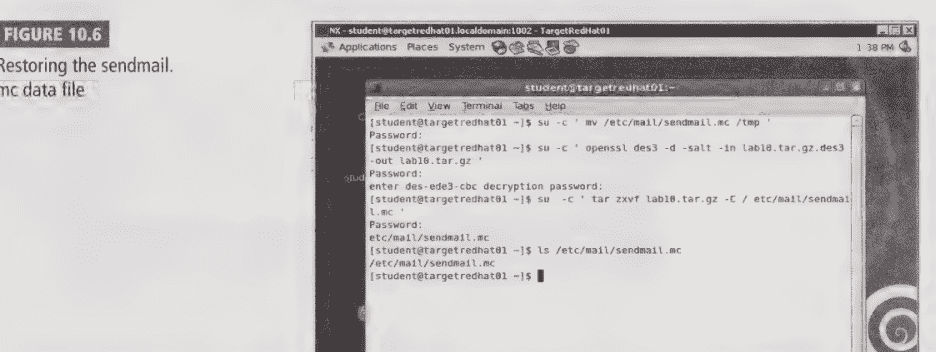 FIGURE 10.6
Restoring the sendmail.
mc data file
NX - student@targetredhat01.localdomain:1002 - TargetRedHat01
Applications Places System
1 38 PM
student@targetredhat01:~
File Edit View Terminal Tabs Help
[student@targetredhat01 ~]$ su -c ' mv /etc/mail/sendmail.mc /tmp '
Password:
[student@targetredhat01 ~]$ su -c ' openssl des3 -d -salt -in lab10.tar.gz.des3
-out lab10.tar.gz '
Password:
enter des-ede3-cbc decryption password:
[student@targetredhat01 ~]$ su  -c ' tar zxvf lab10.tar.gz -C / etc/mail/sendmai
l.mc '
Password:
etc/mail/sendmail.mc
[student@targetredhat01 ~]$ ls /etc/mail/sendmail.mc
/etc/mail/sendmail.mc
[student@targetredhat01 ~]$